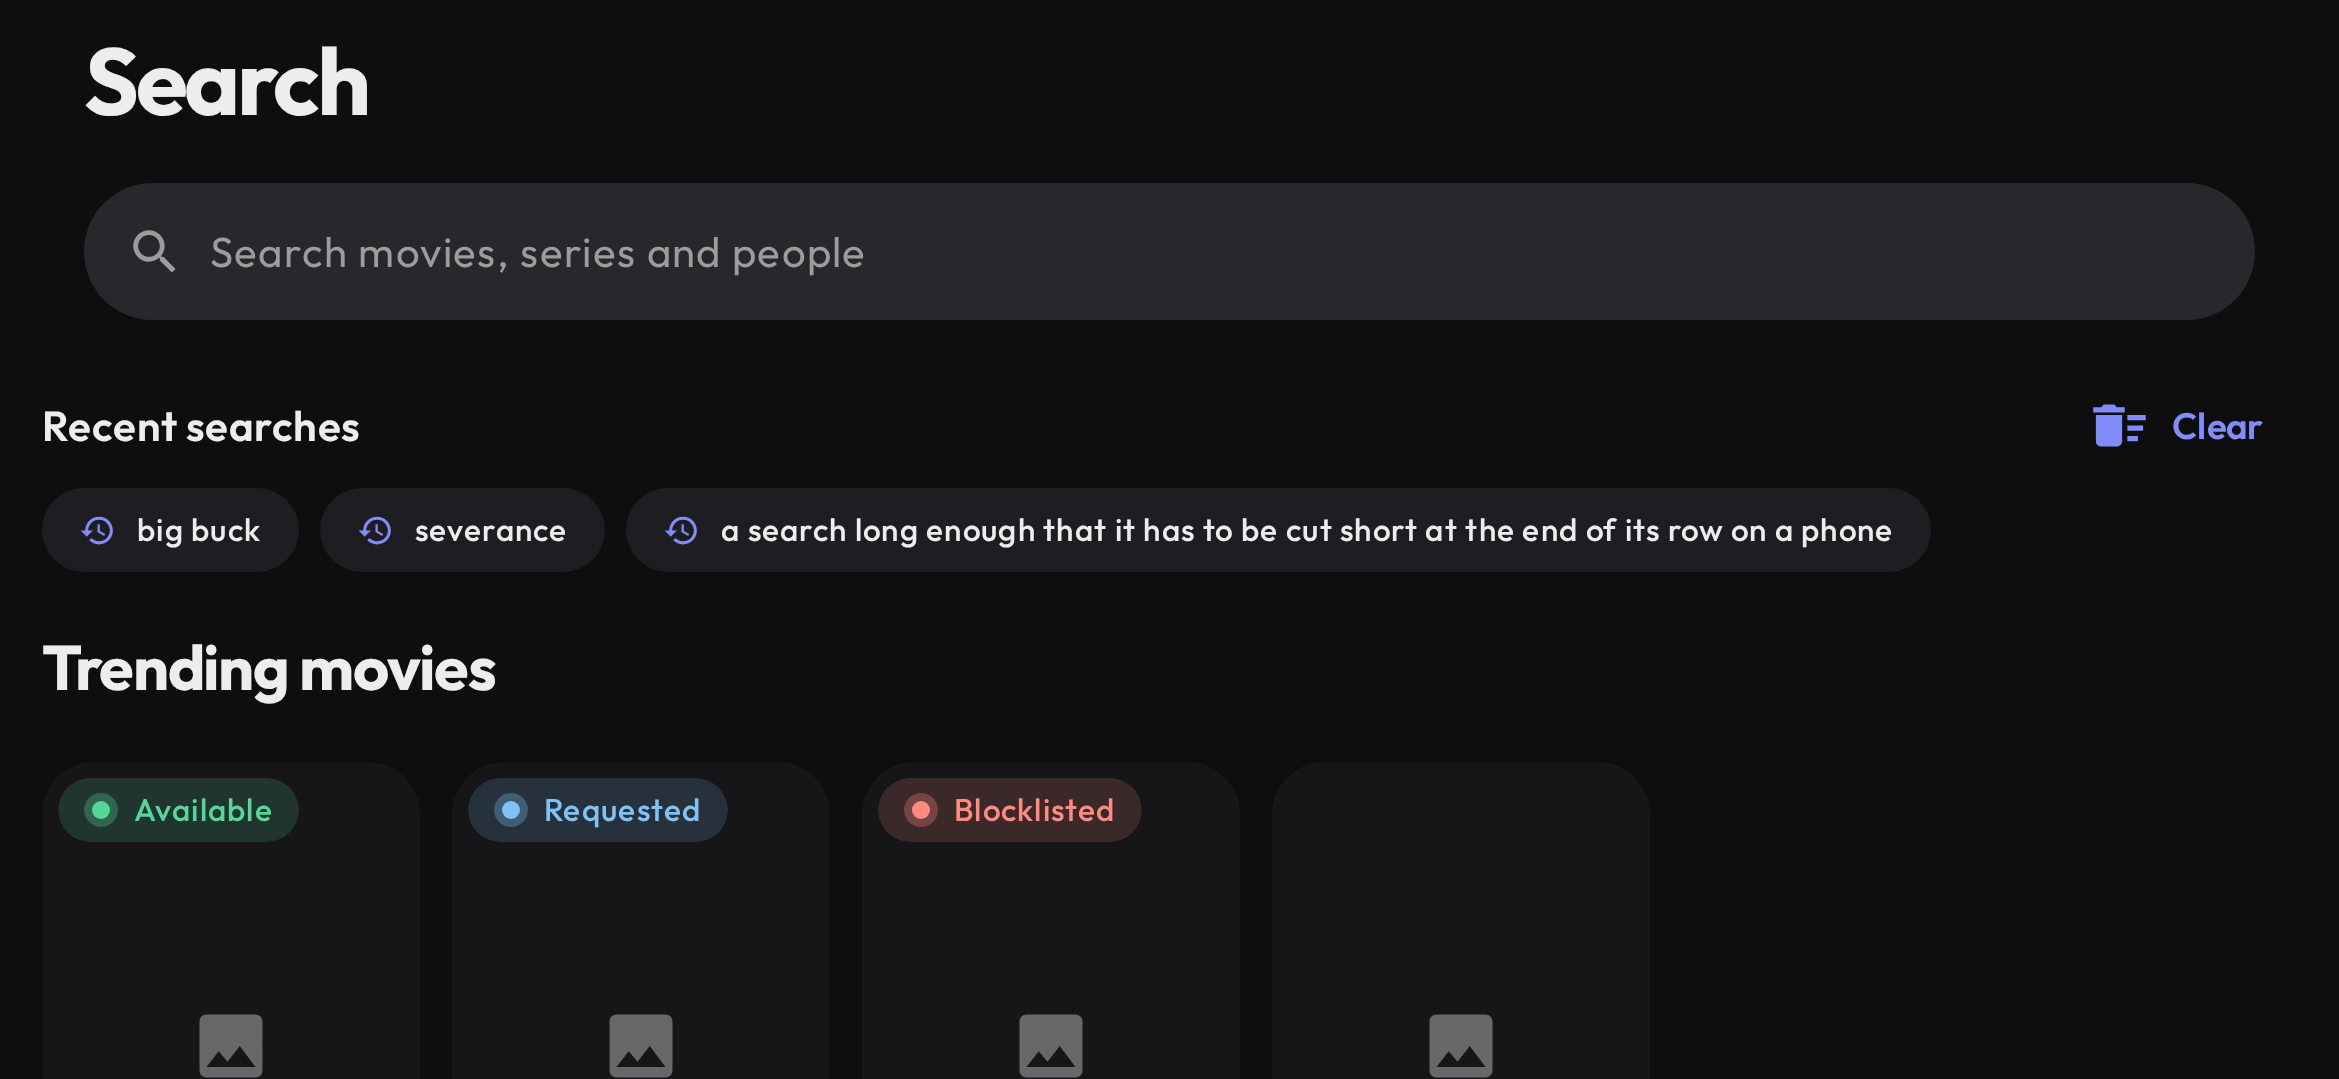 Search
Search movies, series and people
Recent searches
Clear
big buck
severance
a search long enough that it has to be cut short at the end of its row on a phone
Trending movies
Available
Requested
Blocklisted